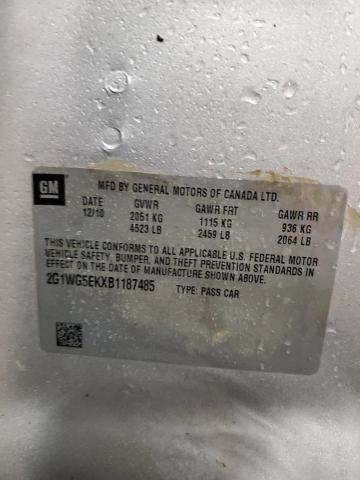 GM
MFD BY GENERAL MOTORS OF CANADA LTD.
DATE GVWR GAWR FRT GAWR RR
12/10 2051 KG 1115 KG 936 KG
4523 LB 2459 LB 2064 LB
THIS VEHICLE CONFORMS TO ALL APPLICABLE U.S. FEDERAL MOTOR
VEHICLE SAFETY, BUMPER, AND THEFT PREVENTION STANDARDS IN
EFFECT ON THE DATE OF MANUFACTURE SHOWN ABOVE.
2G1WG5EKXB1187485 TYPE: PASS CAR